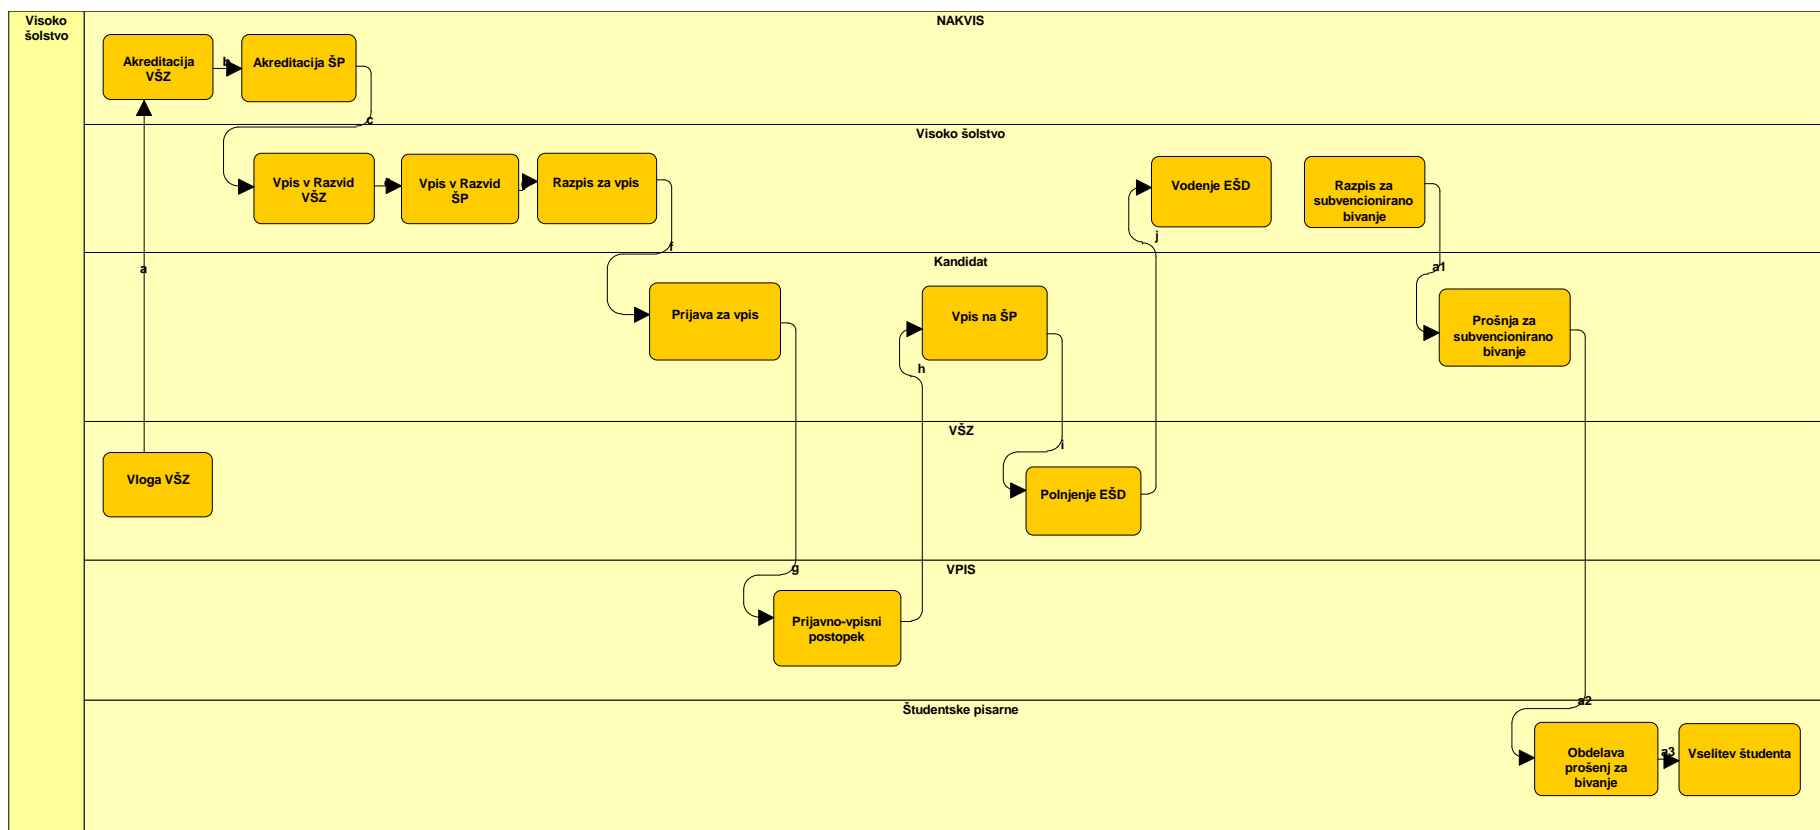 Visoko
šolstvo
NAKVIS
Akreditacija
VŠZ
b
Akreditacija ŠP
c
Visoko šolstvo
Vpis v Razvid
VŠZ
Vpis v Razvid
ŠP
Razpis za vpis
f
Vodenje EŠD
j
Razpis za
subvencionirano
bivanje
a
Kandidat
a1
Prijava za vpis
Vpis na ŠP
h
Prošnja za
subvencionirano
bivanje
VŠZ
i
Vloga VŠZ
Polnjenje EŠD
g
VPIS
Prijavno-vpisni
postopek
a2
Študentske pisarne
Obdelava
prošenj za
bivanje
a3
Vselitev študenta